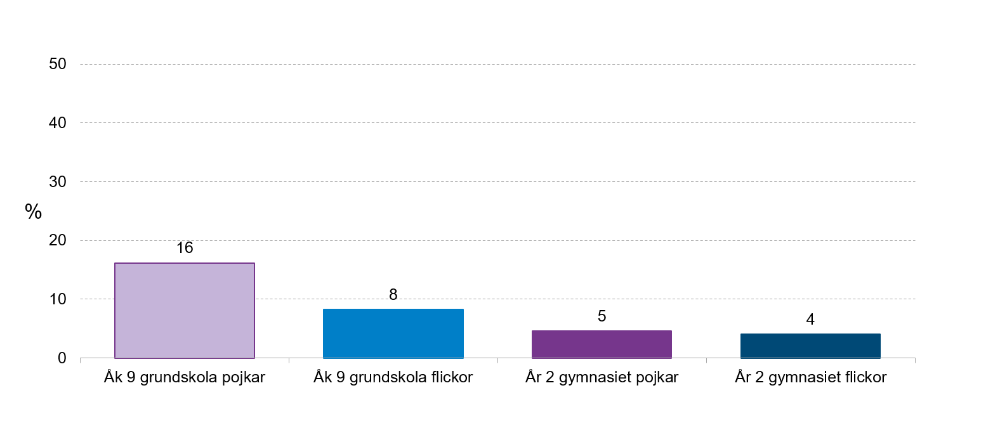 50
40
30
%
20
16
10
8
5
4
0
Åk 9 grundskola pojkar
Åk 9 grundskola flickor
År 2 gymnasiet pojkar
År 2 gymnasiet flickor